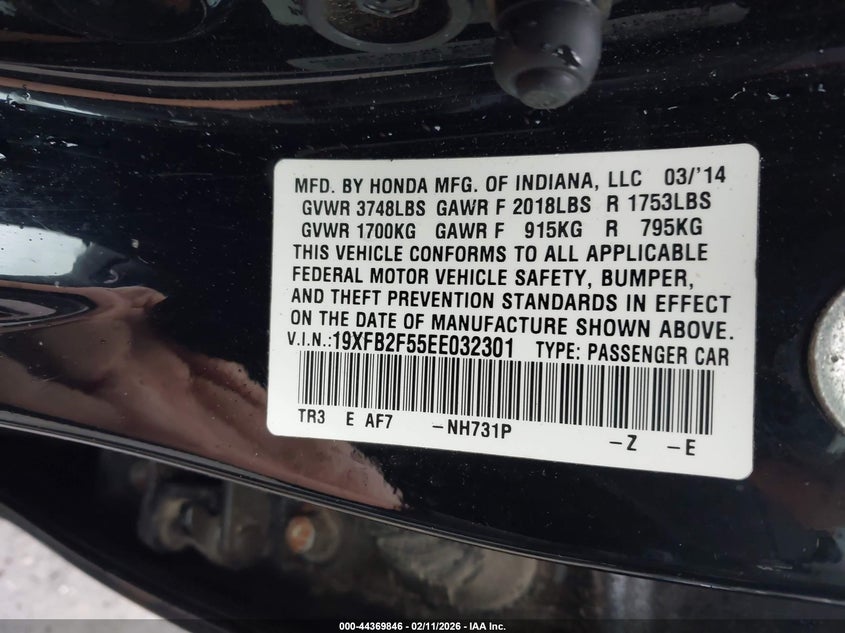 MFD. BY HONDA MFG. OF INDIANA, LLC 03/'14
GVWR 3748LBS GAWR F 2018LBS R 1753LBS
GVWR 1700KG GAWR F 915KG R 795KG
THIS VEHICLE CONFORMS TO ALL APPLICABLE
FEDERAL MOTOR VEHICLE SAFETY, BUMPER,
AND THEFT PREVENTION STANDARDS IN EFFECT
ON THE DATE OF MANUFACTURE SHOWN ABOVE.
V.I.N.:19XFB2F55EE032301 TYPE: PASSENGER CAR
TR3 E AF7 -NH731P -Z -E
000-44369846 - 02/11/2026 - IAA Inc.